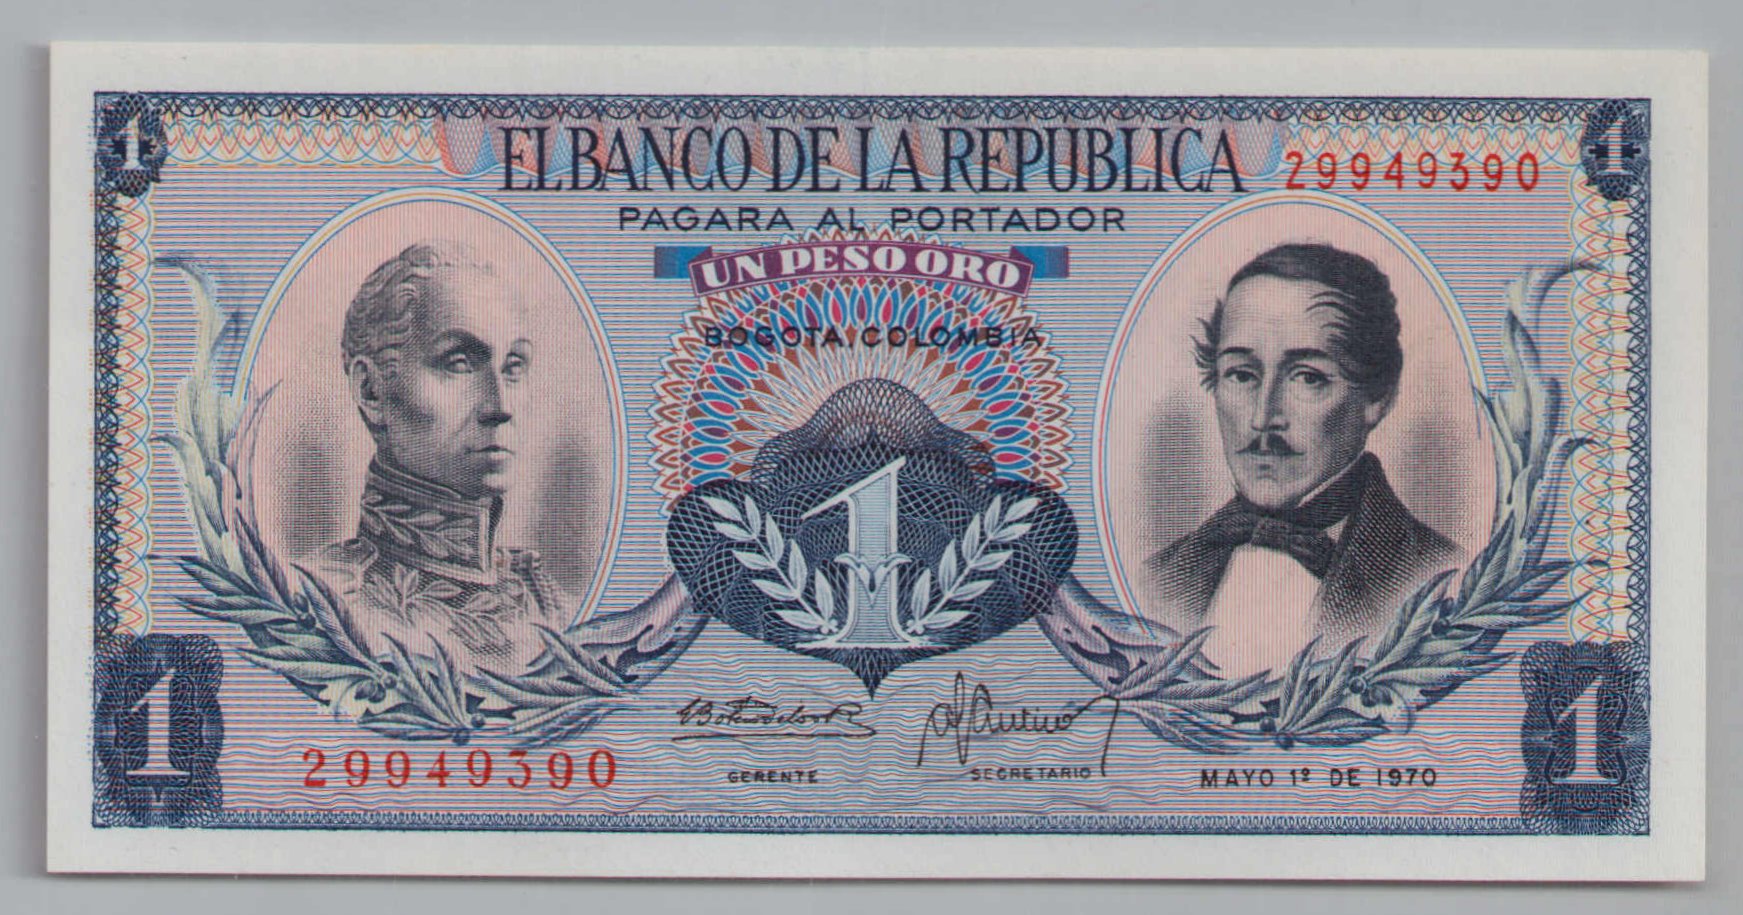 1
1
EL BANCO DE LA REPUBLICA
29949390
PAGARA AL PORTADOR
UN PESO ORO
BOGOTA, COLOMBIA
1
1
29949390
GERENTE
SECRETARIO
MAYO 1º DE 1970
1